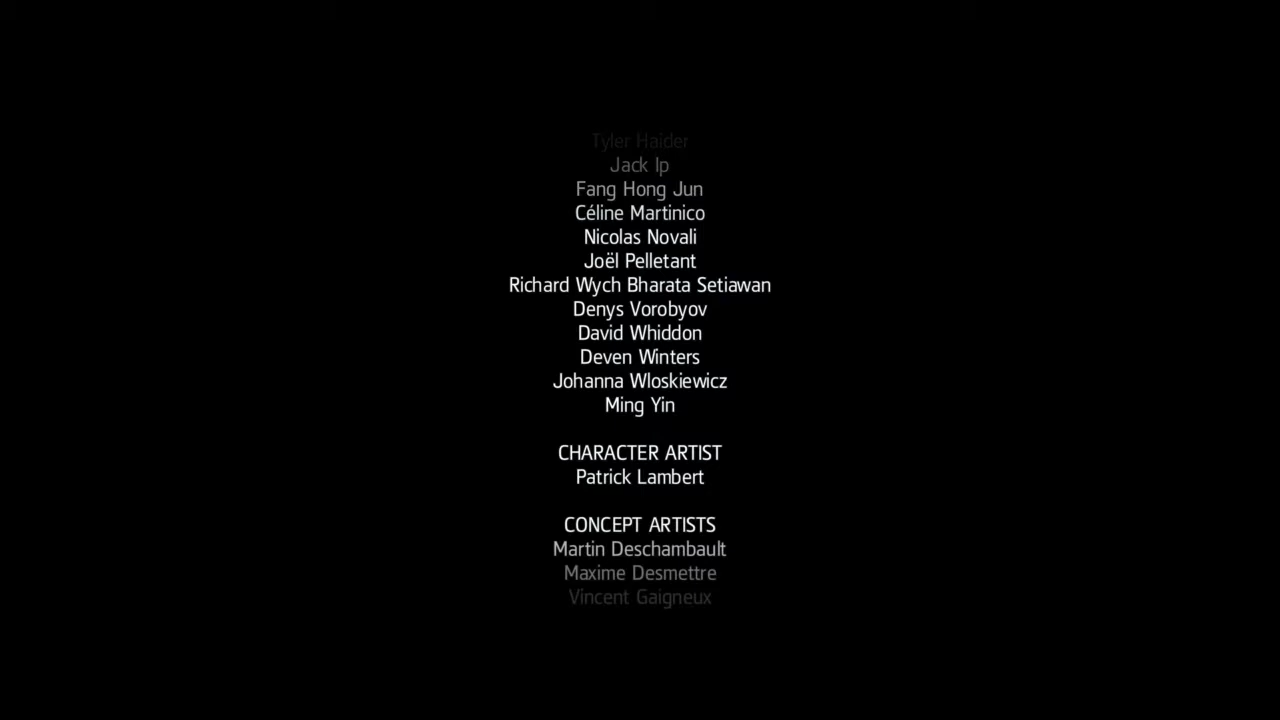 Tyler Haider
Jack Ip
Fang Hong Jun
Céline Martinico
Nicolas Novali
Joël Pelletant
Richard Wych Bharata Setiawan
Denys Vorobyov
David Whiddon
Deven Winters
Johanna Wloskiewicz
Ming Yin
CHARACTER ARTIST
Patrick Lambert
CONCEPT ARTISTS
Martin Deschambault
Maxime Desmettre
Vincent Gaigneux